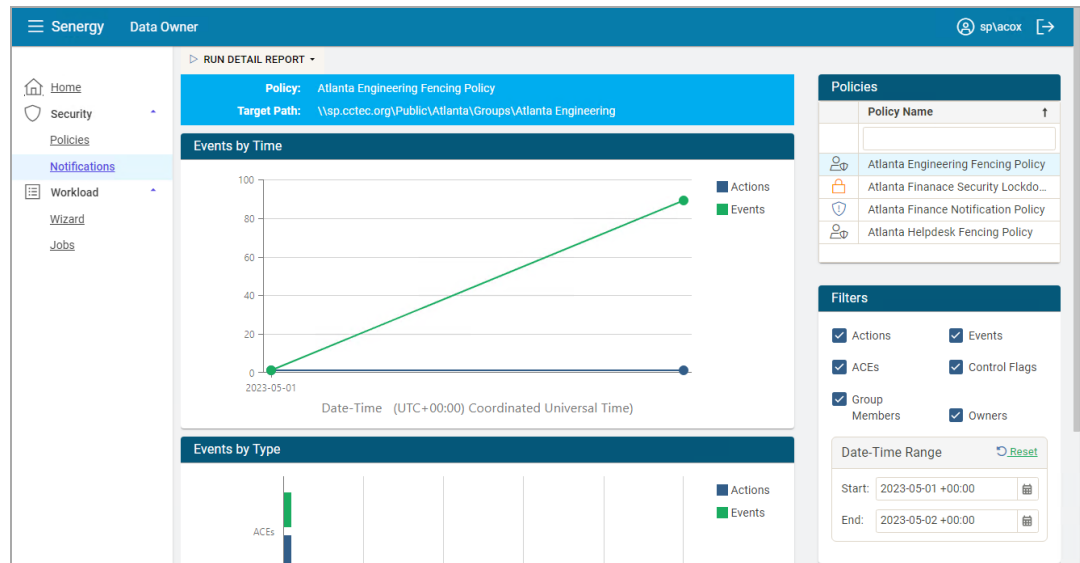 Senergy Data Owner sp\acox
RUN DETAIL REPORT
Home
Security
Policies
Notifications
Workload
Wizard
Jobs
Policy: Atlanta Engineering Fencing Policy
Target Path: \\sp.cctec.org\Public\Atlanta\Groups\Atlanta Engineering
Events by Time
100
80
60
40
20
0
2023-05-01
Date-Time (UTC+00:00) Coordinated Universal Time)
Actions
Events
Events by Type
ACEs
Actions
Events
Policies
Policy Name ↑
Atlanta Engineering Fencing Policy
Atlanta Finanace Security Lockdo...
Atlanta Finance Notification Policy
Atlanta Helpdesk Fencing Policy
Filters
Actions Events
ACEs Control Flags
Group
Members Owners
Date-Time Range Reset
Start: 2023-05-01 +00:00
End: 2023-05-02 +00:00